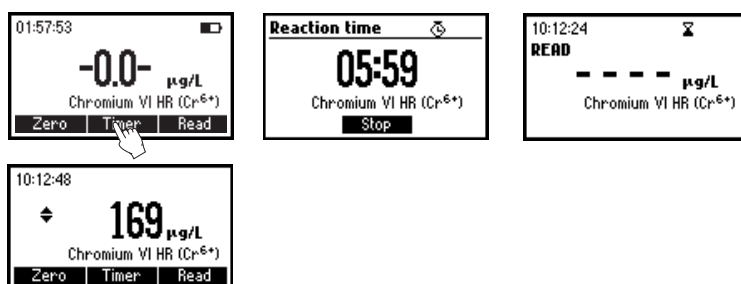 01:57:53
-0.0- µg/L
Chromium VI HR (Cr⁶⁺)
Zero Timer Read
Reaction time
05:59
Chromium VI HR (Cr⁶⁺)
Stop
10:12:24
READ
---- µg/L
Chromium VI HR (Cr⁶⁺)
10:12:48
169 µg/L
Chromium VI HR (Cr⁶⁺)
Zero Timer Read